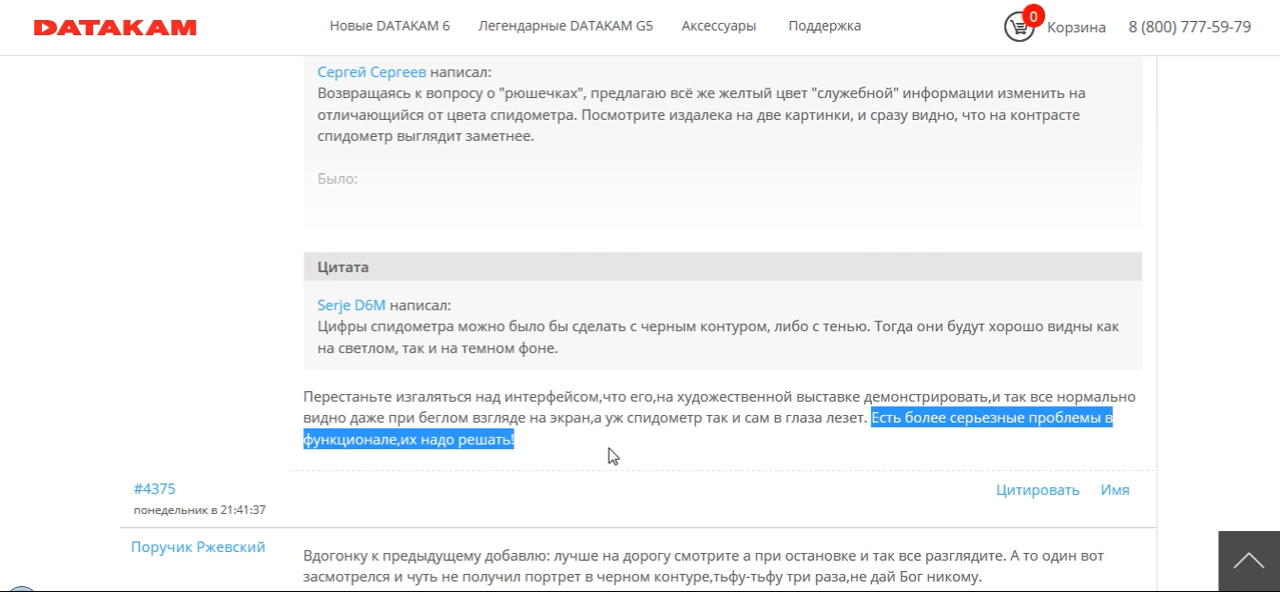 DATAKAM
Новые DATAKAM 6 Легендарные DATAKAM G5 Аксессуары Поддержка 0 Корзина 8 (800) 777-59-79
Сергей Сергеев написал:
Возвращаясь к вопросу о "рюшечках", предлагаю всё же желтый цвет "служебной" информации изменить на
отличающийся от цвета спидометра. Посмотрите издалека на две картинки, и сразу видно, что на контрасте
спидометр выглядит заметнее.
Было:
Цитата
Serje D6M написал:
Цифры спидометра можно было бы сделать с черным контуром, либо с тенью. Тогда они будут хорошо видны как
на светлом, так и на темном фоне.
Перестаньте изгаляться над интерфейсом,что его,на художественной выставке демонстрировать,и так все нормально
видно даже при беглом взгляде на экран,а уж спидометр так и сам в глаза лезет. Есть более серьезные проблемы в
функционале,их надо решать!
#4375 Цитировать Имя
понедельник в 21:41:37
Поручик Ржевский
Вдогонку к предыдущему добавлю: лучше на дорогу смотрите а при остановке и так все разглядите. А то один вот
засмотрелся и чуть не получил портрет в черном контуре,тьфу-тьфу три раза,не дай Бог никому.